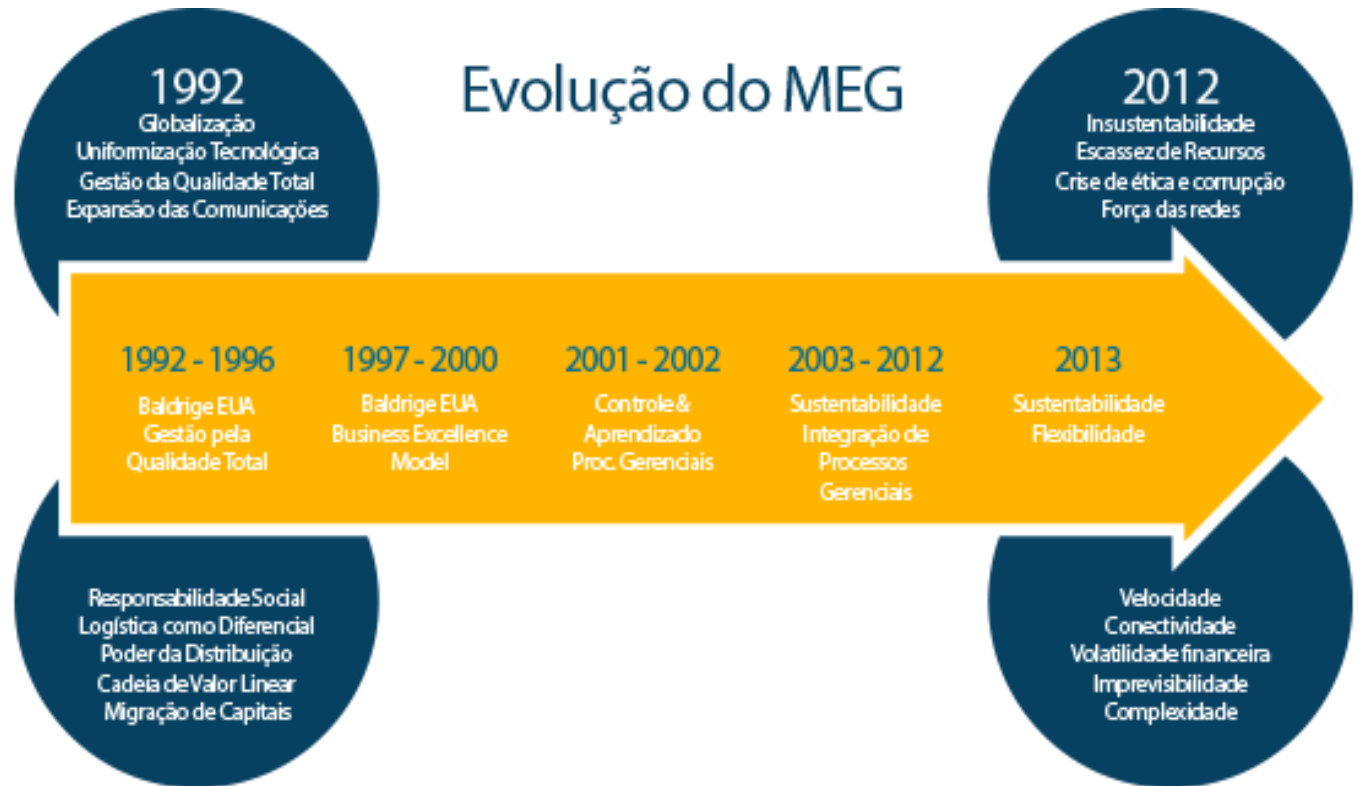 Evolução do MEG
1992
Globalização
Uniformização Tecnológica
Gestão da Qualidade Total
Expansão das Comunicações
2012
Insustentabilidade
Escassez de Recursos
Crise de ética e corrupção
Força das redes
1992 - 1996
Baldrige EUA
Gestão pela
Qualidade Total
1997 - 2000
Baldrige EUA
Business Excellence
Model
2001 - 2002
Controle &
Aprendizado
Proc. Gerenciais
2003 - 2012
Sustentabilidade
Integração de
Processos
Gerenciais
2013
Sustentabilidade
Flexibilidade
Responsabilidade Social
Logística como Diferencial
Poder da Distribuição
Cadeia de Valor Linear
Migração de Capitais
Velocidade
Conectividade
Volatilidade financeira
Imprevisibilidade
Complexidade